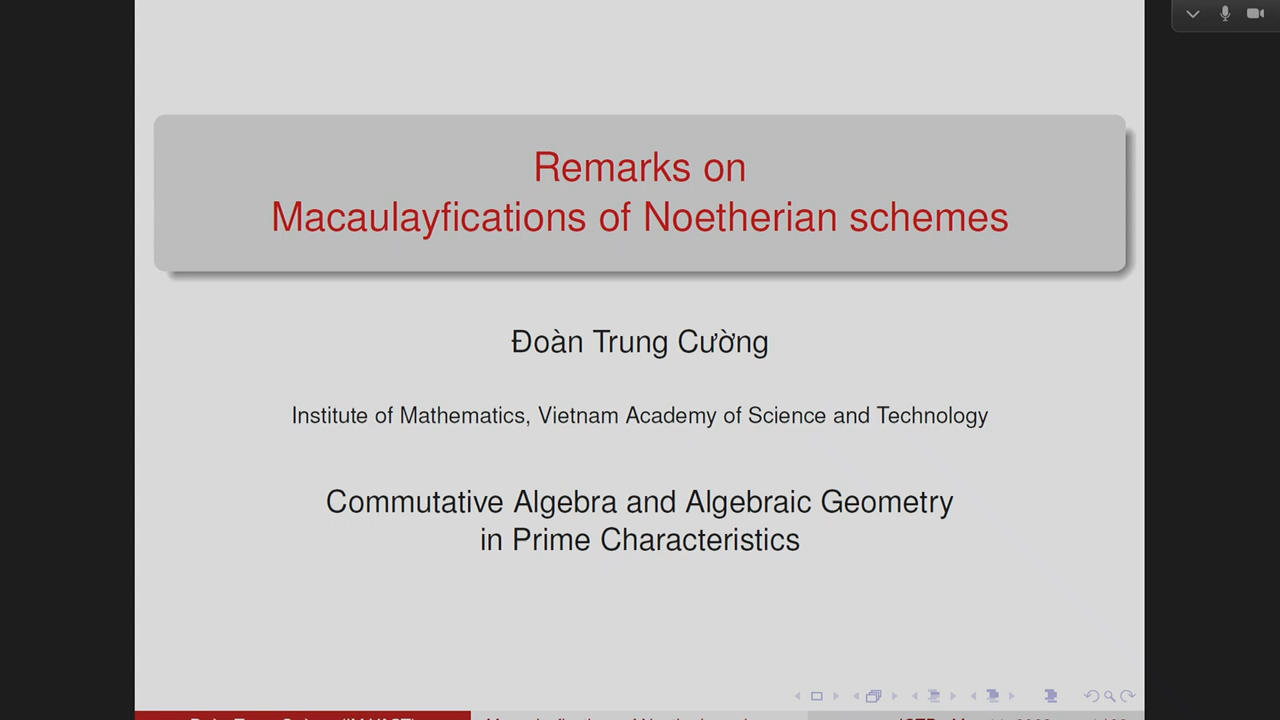 Remarks on
Macaulayfications of Noetherian schemes
Đoàn Trung Cường
Institute of Mathematics, Vietnam Academy of Science and Technology
Commutative Algebra and Algebraic Geometry
in Prime Characteristics